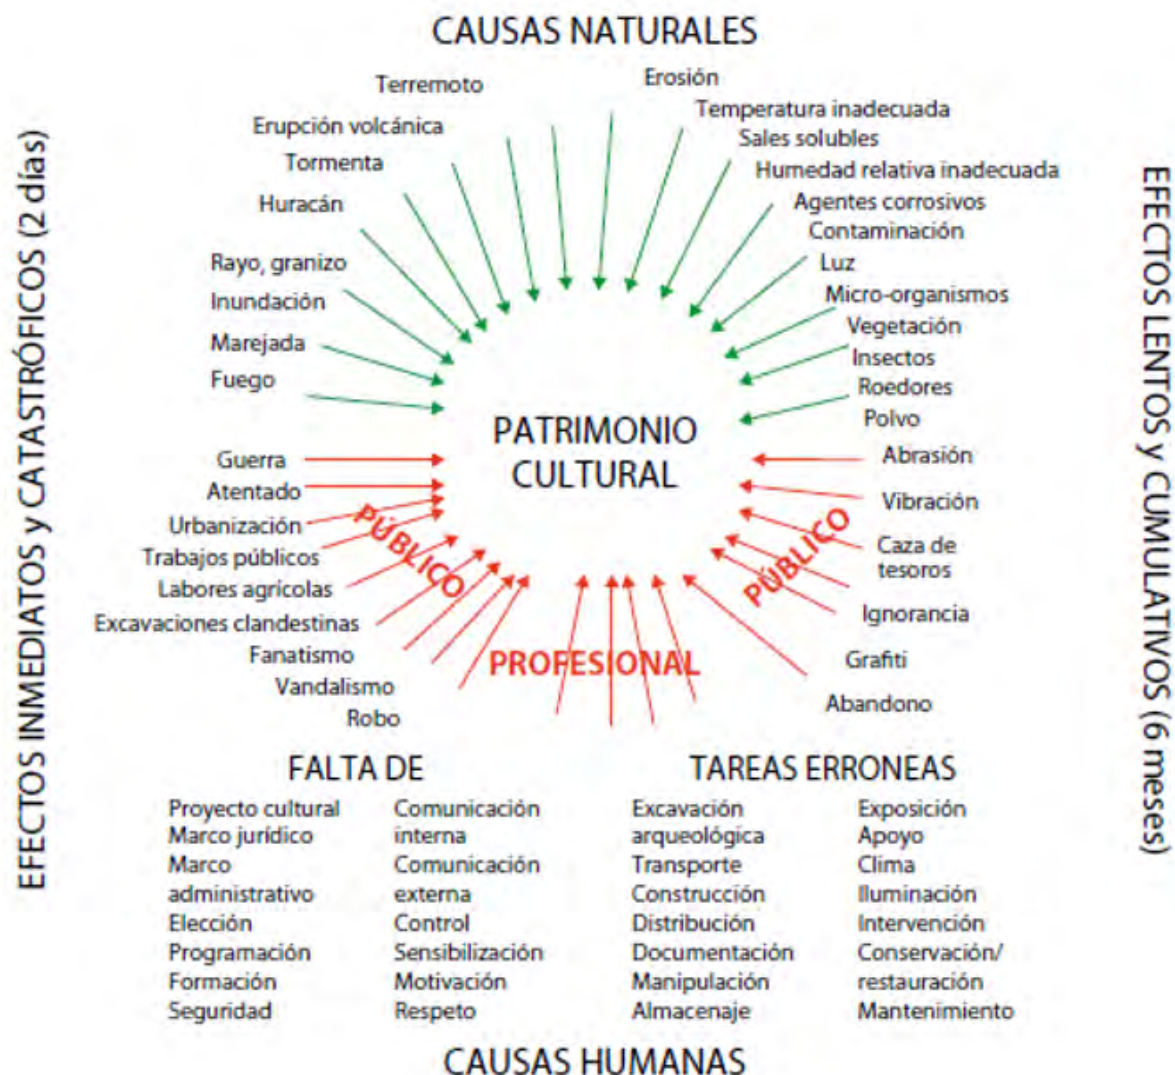 CAUSAS NATURALES
EFECTOS INMEDIATOS y CATASTRÓFICOS (2 días)
Terremoto
Erupción volcánica
Tormenta
Huracán
Rayo, granizo
Inundación
Marejada
Fuego
Erosión
Temperatura inadecuada
Sales solubles
Humedad relativa inadecuada
Agentes corrosivos
Contaminación
Luz
Micro-organismos
Vegetación
Insectos
Roedores
Polvo
EFECTOS LENTOS y CUMULATIVOS (6 meses)
PATRIMONIO
CULTURAL
Guerra
Atentado
Urbanización
Trabajos públicos
Labores agrícolas
Excavaciones clandestinas
Fanatismo
Vandalismo
Robo
PÚBLICO
PROFESIONAL
PÚBLICO
Abrasión
Vibración
Caza de
tesoros
Ignorancia
Grafiti
Abandono
FALTA DE
Proyecto cultural
Marco jurídico
Marco
administrativo
Elección
Programación
Formación
Seguridad
Comunicación
interna
Comunicación
externa
Control
Sensibilización
Motivación
Respeto
TAREAS ERRONEAS
Excavación
arqueológica
Transporte
Construcción
Distribución
Documentación
Manipulación
Almacenaje
Exposición
Apoyo
Clima
Iluminación
Intervención
Conservación/
restauración
Mantenimiento
CAUSAS HUMANAS